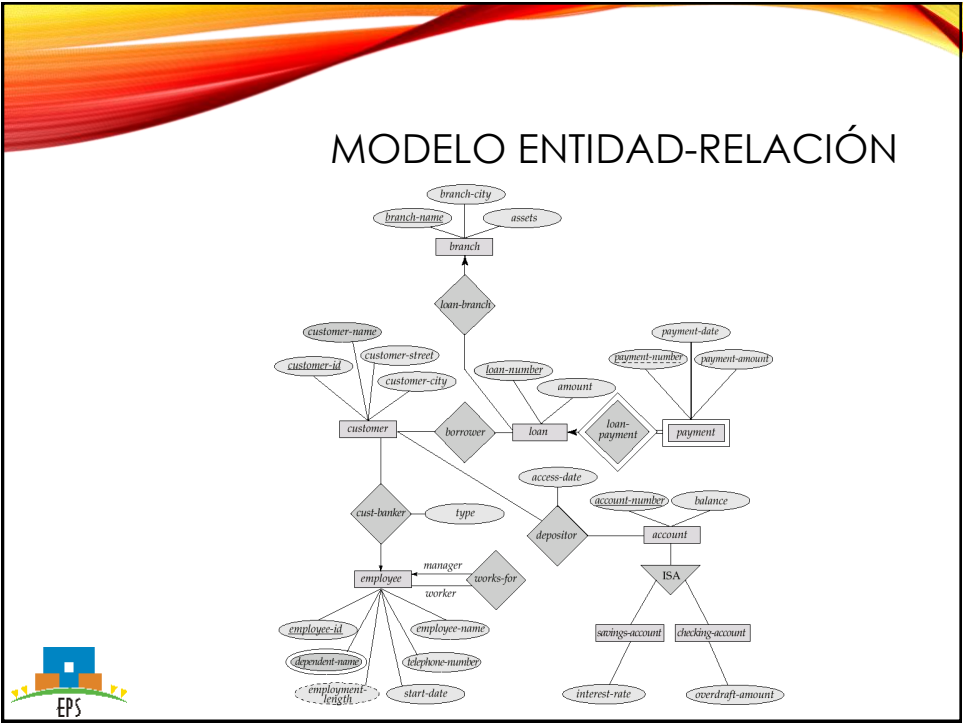 MODELO ENTIDAD-RELACIÓN
branch-city
branch-name
assets
branch
loan-branch
customer-name
customer-street
customer-id
customer-city
loan-number
amount
payment-date
payment-number
payment-amount
customer
borrower
loan
loan-
payment
payment
access-date
cust-banker
type
depositor
account-number
balance
account
ISA
employee
manager
works-for
worker
employee-id
employee-name
dependent-name
telephone-number
employment-
length
start-date
savings-account
checking-account
interest-rate
overdraft-amount
EPS